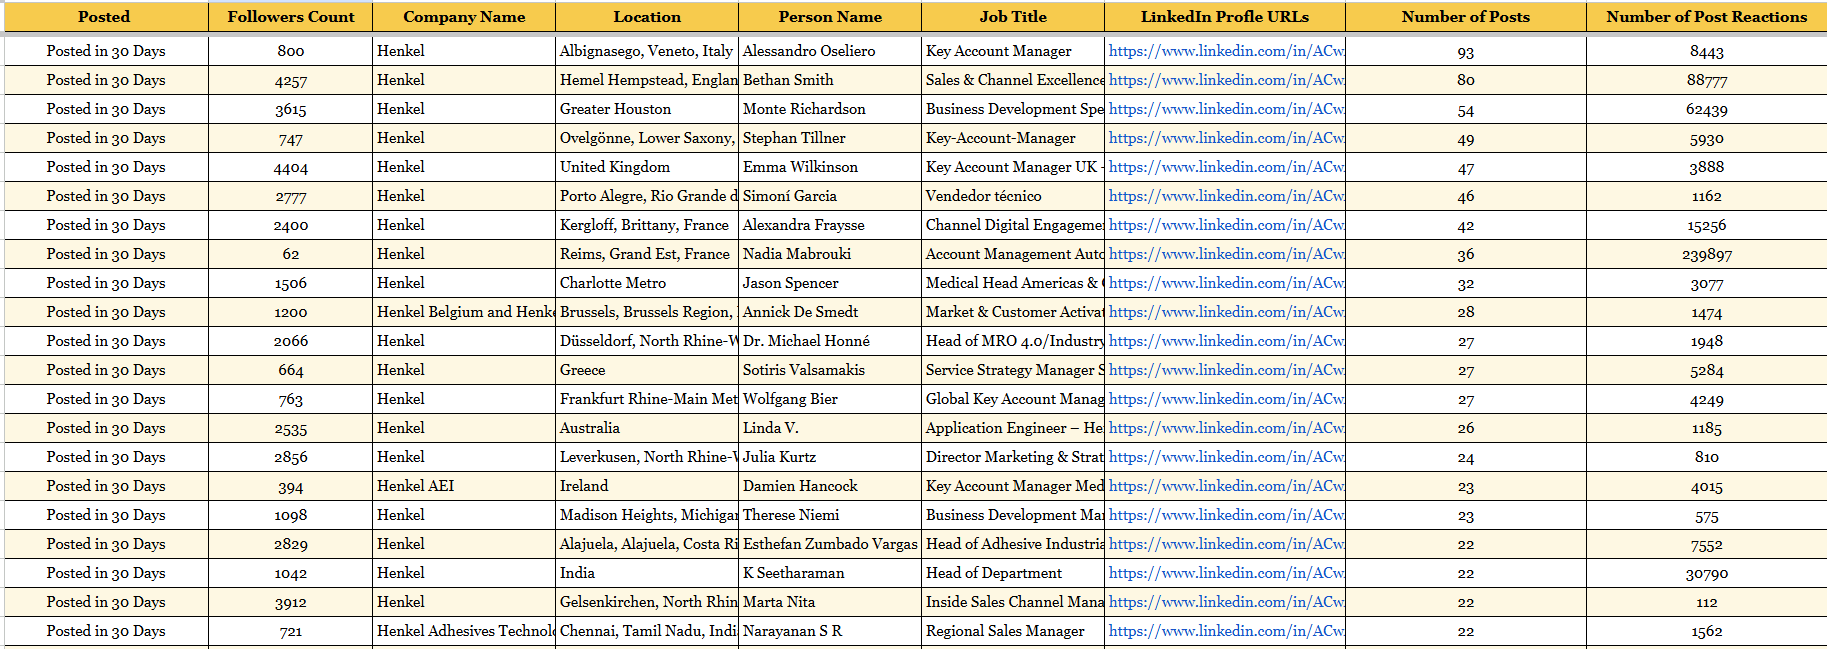 Posted Followers Count Company Name Location Person Name Job Title LinkedIn Profle URLs Number of Posts Number of Post Reactions
Posted in 30 Days 800 Henkel Albignasego, Veneto, Italy Alessandro Oseliero Key Account Manager https://www.linkedin.com/in/ACw 93 8443
Posted in 30 Days 4257 Henkel Hemel Hempstead, Englan Bethan Smith Sales & Channel Excellence https://www.linkedin.com/in/ACw 80 88777
Posted in 30 Days 3615 Henkel Greater Houston Monte Richardson Business Development Spe https://www.linkedin.com/in/ACw 54 62439
Posted in 30 Days 747 Henkel Ovelgönne, Lower Saxony, Stephan Tillner Key-Account-Manager https://www.linkedin.com/in/ACw 49 5930
Posted in 30 Days 4404 Henkel United Kingdom Emma Wilkinson Key Account Manager UK - https://www.linkedin.com/in/ACw 47 3888
Posted in 30 Days 2777 Henkel Porto Alegre, Rio Grande d Simoní Garcia Vendedor técnico https://www.linkedin.com/in/ACw 46 1162
Posted in 30 Days 2400 Henkel Kergloff, Brittany, France Alexandra Fraysse Channel Digital Engageme https://www.linkedin.com/in/ACw 42 15256
Posted in 30 Days 62 Henkel Reims, Grand Est, France Nadia Mabrouki Account Management Auto https://www.linkedin.com/in/ACw 36 239897
Posted in 30 Days 1506 Henkel Charlotte Metro Jason Spencer Medical Head Americas & https://www.linkedin.com/in/ACw 32 3077
Posted in 30 Days 1200 Henkel Belgium and Henke Brussels, Brussels Region, Annick De Smedt Market & Customer Activat https://www.linkedin.com/in/ACw 28 1474
Posted in 30 Days 2066 Henkel Düsseldorf, North Rhine-W Dr. Michael Honné Head of MRO 4.0/Industry https://www.linkedin.com/in/ACw 27 1948
Posted in 30 Days 664 Henkel Greece Sotiris Valsamakis Service Strategy Manager S https://www.linkedin.com/in/ACw 27 5284
Posted in 30 Days 763 Henkel Frankfurt Rhine-Main Met Wolfgang Bier Global Key Account Manag https://www.linkedin.com/in/ACw 27 4249
Posted in 30 Days 2535 Henkel Australia Linda V. Application Engineer – He https://www.linkedin.com/in/ACw 26 1185
Posted in 30 Days 2856 Henkel Leverkusen, North Rhine-W Julia Kurtz Director Marketing & Strat https://www.linkedin.com/in/ACw 24 810
Posted in 30 Days 394 Henkel AEI Ireland Damien Hancock Key Account Manager Med https://www.linkedin.com/in/ACw 23 4015
Posted in 30 Days 1098 Henkel Madison Heights, Michigan Therese Niemi Business Development Ma https://www.linkedin.com/in/ACw 23 575
Posted in 30 Days 2829 Henkel Alajuela, Alajuela, Costa Ri Esthefan Zumbado Vargas Head of Adhesive Industria https://www.linkedin.com/in/ACw 22 7552
Posted in 30 Days 1042 Henkel India K Seetharaman Head of Department https://www.linkedin.com/in/ACw 22 30790
Posted in 30 Days 3912 Henkel Gelsenkirchen, North Rhin Marta Nita Inside Sales Channel Mana https://www.linkedin.com/in/ACw 22 112
Posted in 30 Days 721 Henkel Adhesives Technolo Chennai, Tamil Nadu, Indi Narayanan S R Regional Sales Manager https://www.linkedin.com/in/ACw 22 1562